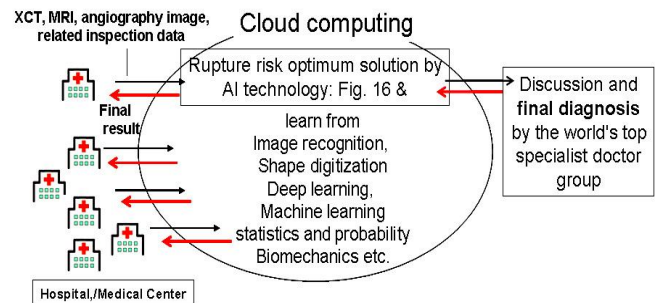 XCT, MRI, angiography image,
related inspection data
Cloud computing
Rupture risk optimum solution by
AI technology: Fig. 16 &
Final
result
learn from
Image recognition,
Shape digitization
Deep learning,
Machine learning
statistics and probability
Biomechanics etc.
Discussion and
final diagnosis
by the world's top
specialist doctor
group
Hospital,/Medical Center